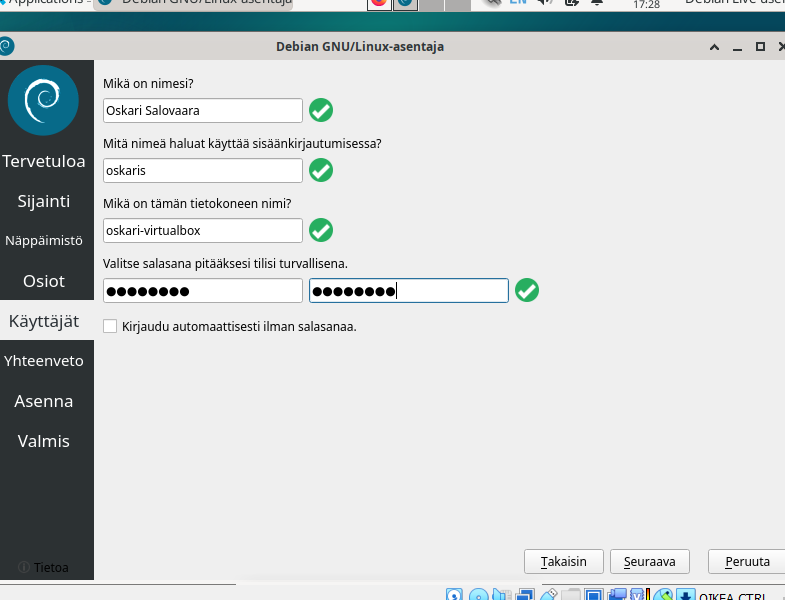 Applications
Debian GNU/Linux-asentaja
EN
17:28
Debian Live user
Debian GNU/Linux-asentaja
Tervetuloa
Sijainti
Näppäimistö
Osiot
Käyttäjät
Yhteenveto
Asenna
Valmis
Tietoa
Mikä on nimesi?
Oskari Salovaara
Mitä nimeä haluat käyttää sisäänkirjautumisessa?
oskaris
Mikä on tämän tietokoneen nimi?
oskari-virtualbox
Valitse salasana pitääksesi tilisi turvallisena.
Kirjaudu automaattisesti ilman salasanaa.
Takaisin
Seuraava
Peruuta
OIKEA CTRL